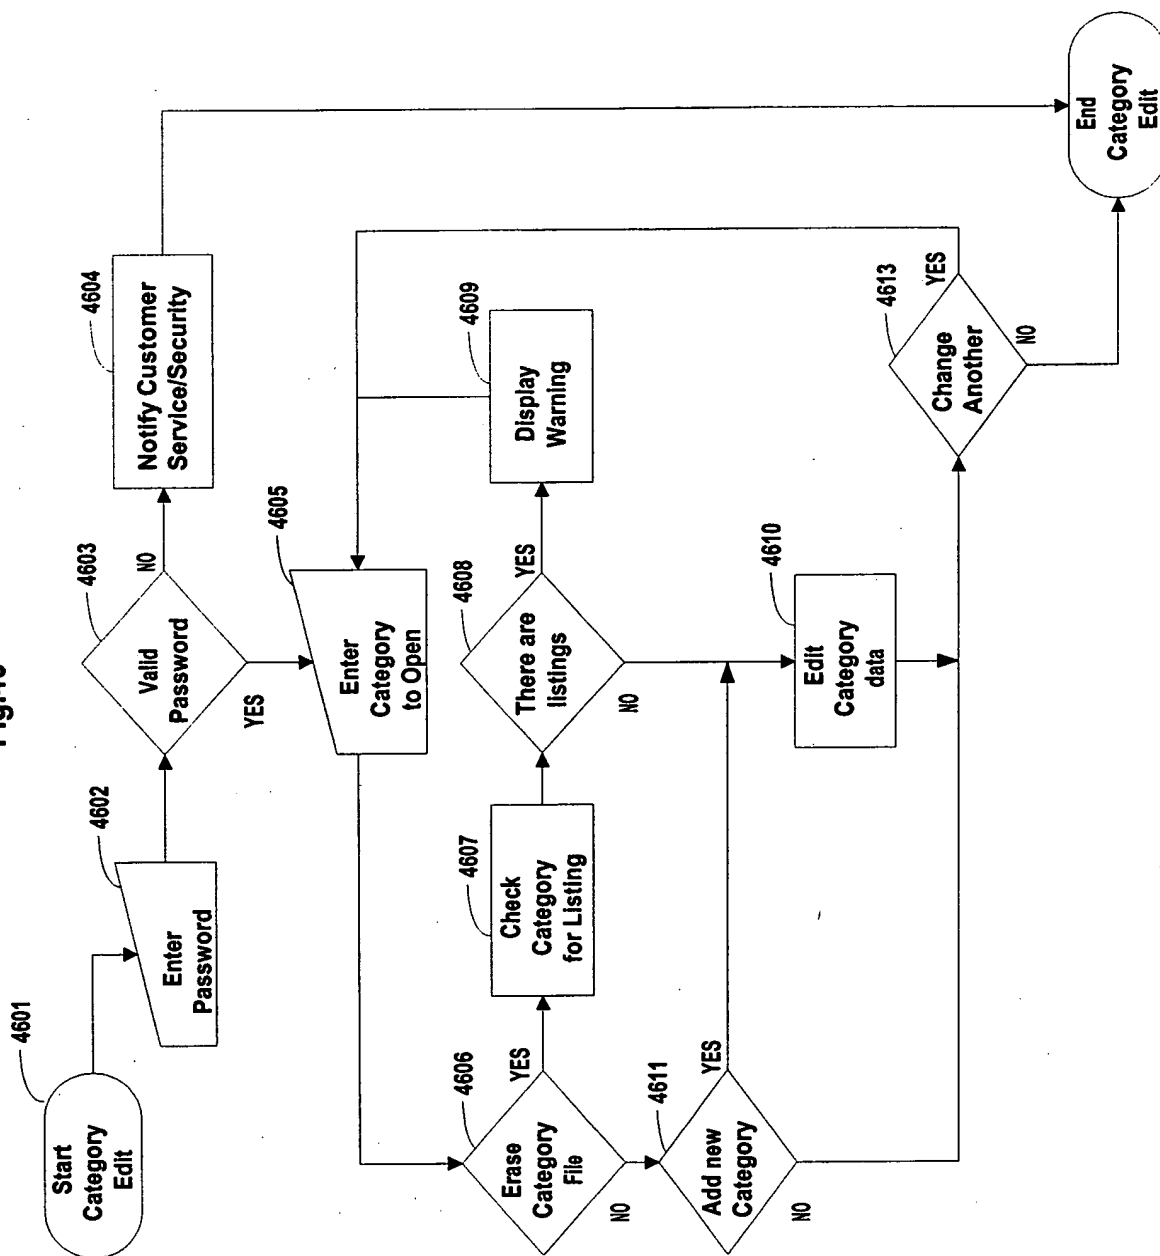 4601
Start
Category
Edit
4602
Enter
Password
4603
Valid
Password
NO
YES
4604
Notify Customer
Service/Security
4605
Enter
Category
to Open
4606
Erase
Category
File
YES
NO
4607
Check
Category
for Listing
4608
There are
listings
YES
NO
4609
Display
Warning
4611
Add new
Category
YES
NO
4610
Edit
Category
data
4613
Change
Another
YES
NO
End
Category
Edit